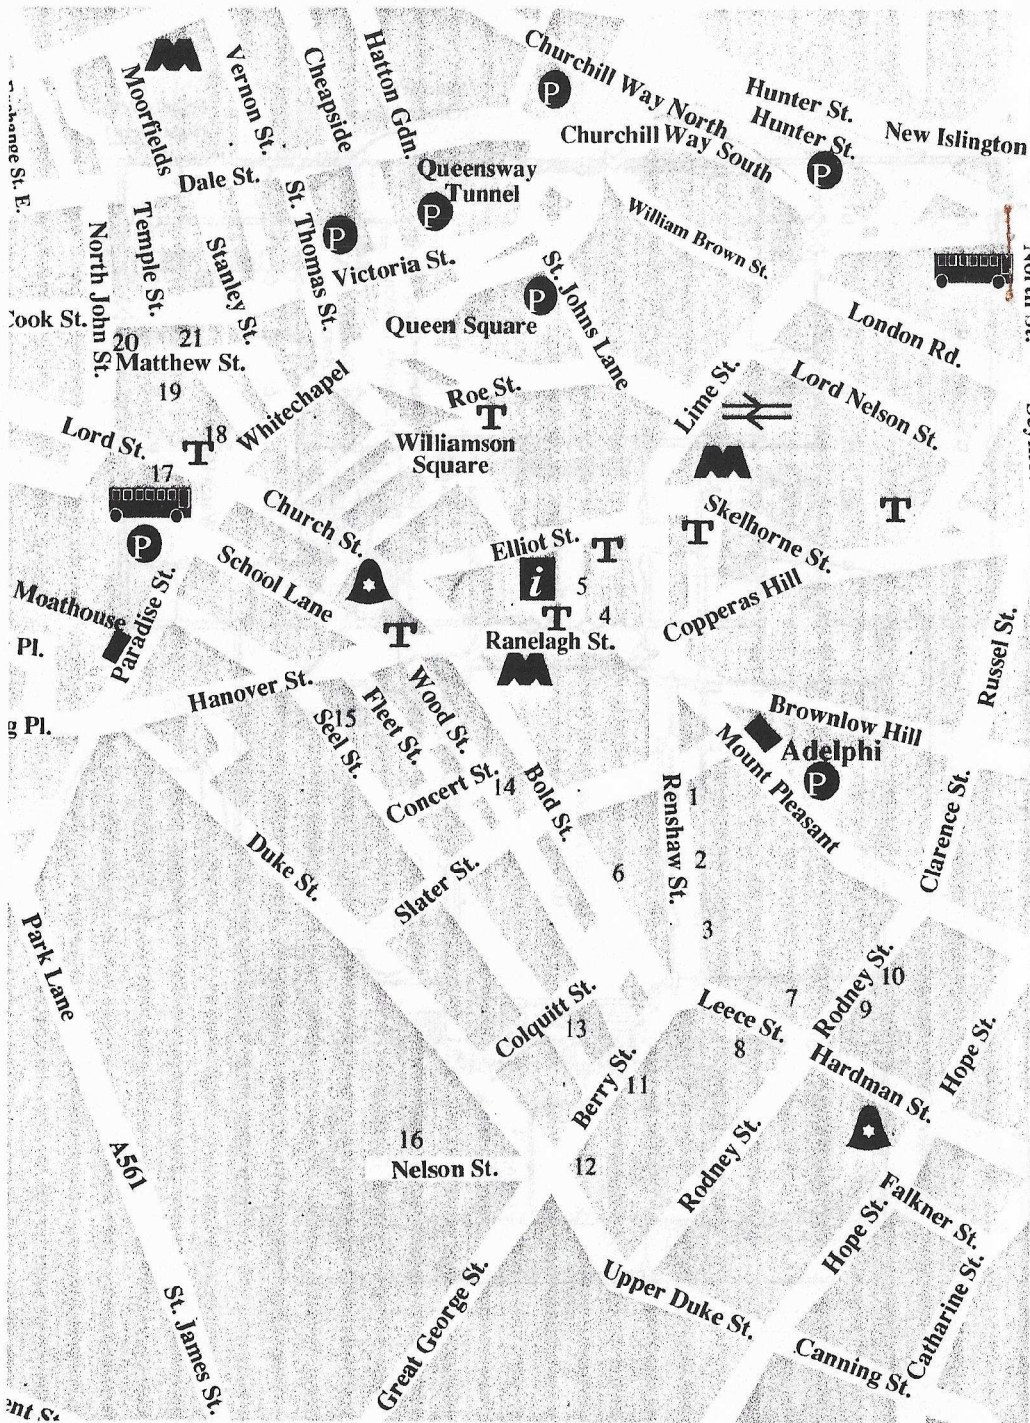 Moorfields
Vernon St.
Cheapside
Hatton Gdn.
Churchill Way North
Churchill Way South
Hunter St.
Hunter St.
New Islington
P
P
Dale St.
Queensway
Tunnel
P
P
St. Thomas St.
Victoria St.
William Brown St.
North John St.
Temple St.
Stanley St.
St. Johns Lane
P
Queen Square
London Rd.
Cook St.
20
21
Matthew St.
19
Whitechapel
Roe St.
T
Williamson
Square
Lime St.
Lord Nelson St.
Lord St.
T
18
17
P
Church St.
School Lane
Elliot St.
T
T
Skelhorne St.
T
i
5
4
T
Ranelagh St.
T
Copperas Hill
Moathouse
Paradise St.
Pl.
Russel St.
Hanover St.
g Pl.
15
Seel St.
Fleet St.
Wood St.
Concert St.
14
Bold St.
Brownlow Hill
Adelphi
P
Mount Pleasant
Renshaw St.
1
2
3
6
Clarence St.
Duke St.
Slater St.
Park Lane
Colquitt St.
13
Leece St.
7
8
Rodney St.
10
9
Hope St.
Hardman St.
Berry St.
11
12
16
Nelson St.
A561
Rodney St.
Falkner St.
Hope St.
Catharine St.
Upper Duke St.
Canning St.
Great George St.
St. James St.
ent St.